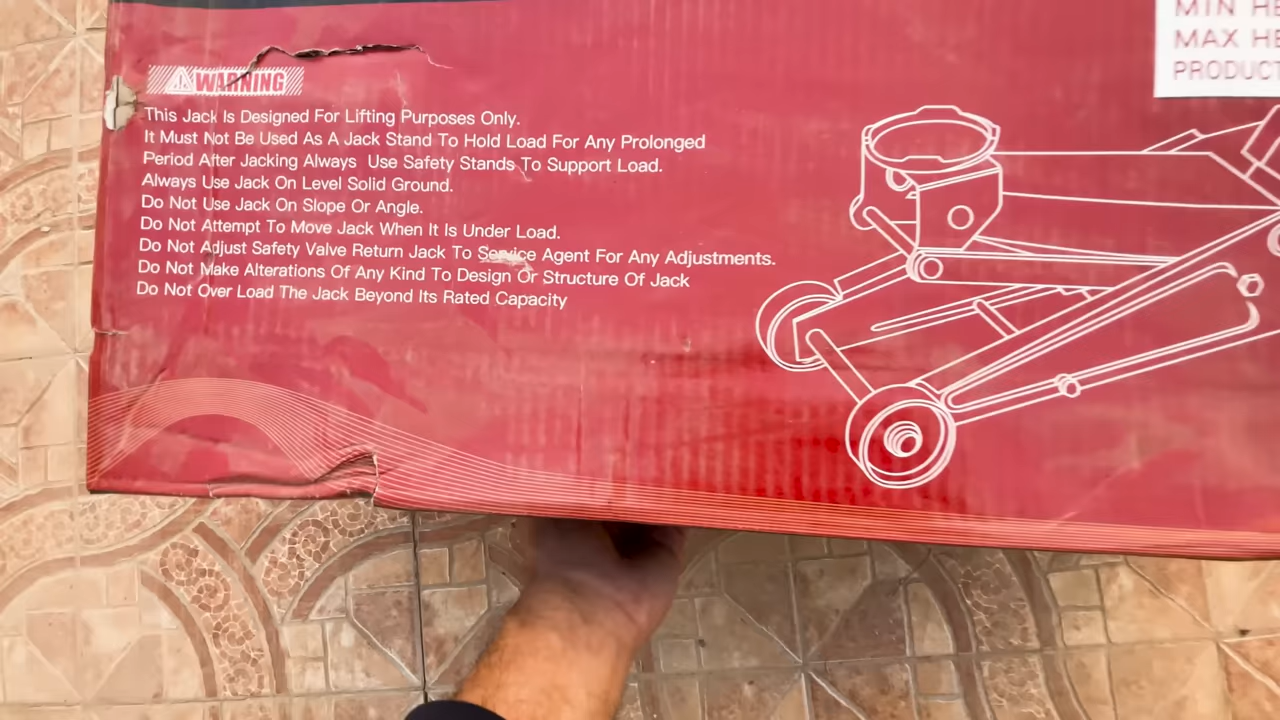 WARNING
This Jack Is Designed For Lifting Purposes Only.
It Must Not Be Used As A Jack Stand To Hold Load For Any Prolonged
Period After Jacking Always Use Safety Stands To Support Load.
Always Use Jack On Level Solid Ground.
Do Not Use Jack On Slope Or Angle.
Do Not Attempt To Move Jack When It Is Under Load.
Do Not Adjust Safety Valve Return Jack To Service Agent For Any Adjustments.
Do Not Make Alterations Of Any Kind To Design Or Structure Of Jack
Do Not Over Load The Jack Beyond Its Rated Capacity
MIN HE
MAX HE
PRODUCT